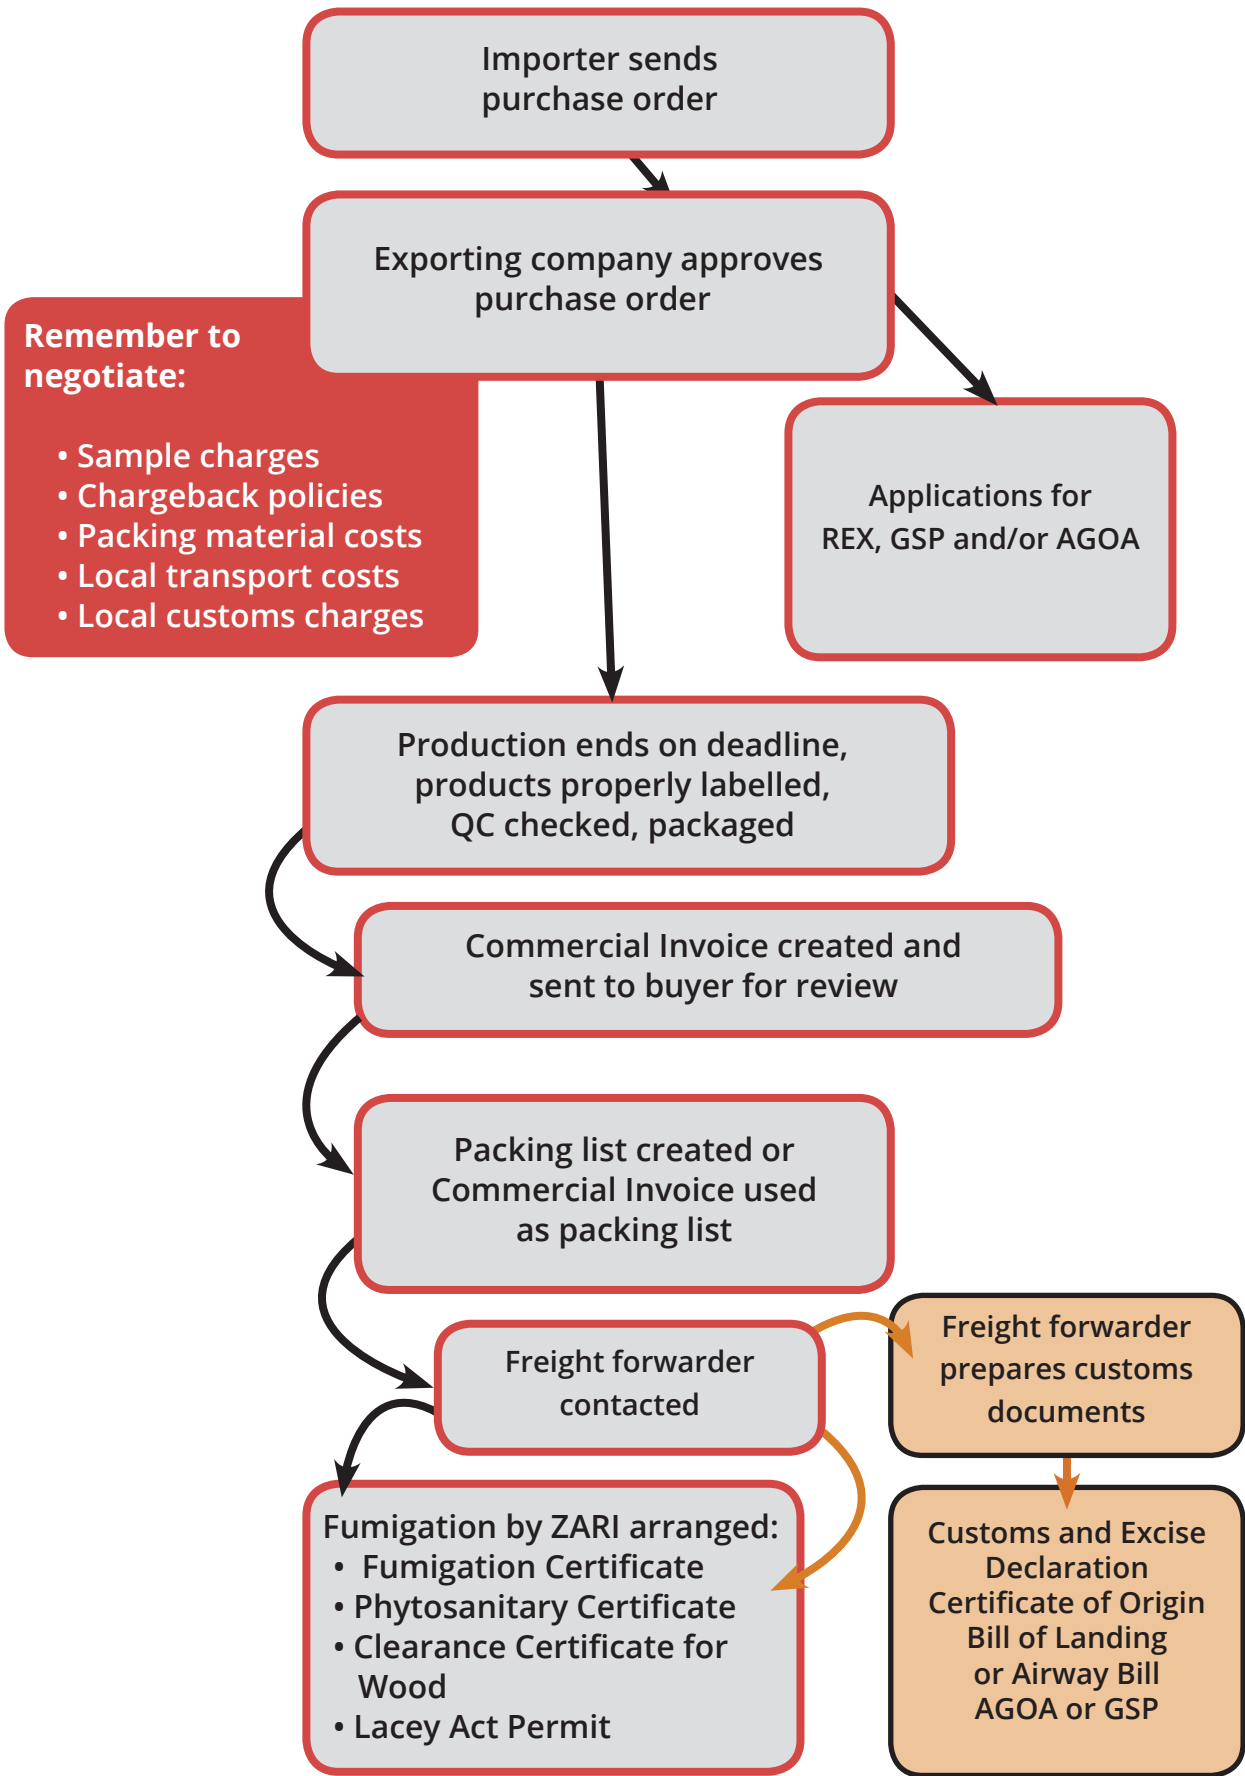 Importer sends
purchase order
Exporting company approves
purchase order
Remember to
negotiate:
• Sample charges
• Chargeback policies
• Packing material costs
• Local transport costs
• Local customs charges
Applications for
REX, GSP and/or AGOA
Production ends on deadline,
products properly labelled,
QC checked, packaged
Commercial Invoice created and
sent to buyer for review
Packing list created or
Commercial Invoice used
as packing list
Freight forwarder
contacted
Freight forwarder
prepares customs
documents
Fumigation by ZARI arranged:
• Fumigation Certificate
• Phytosanitary Certificate
• Clearance Certificate for
Wood
• Lacey Act Permit
Customs and Excise
Declaration
Certificate of Origin
Bill of Landing
or Airway Bill
AGOA or GSP